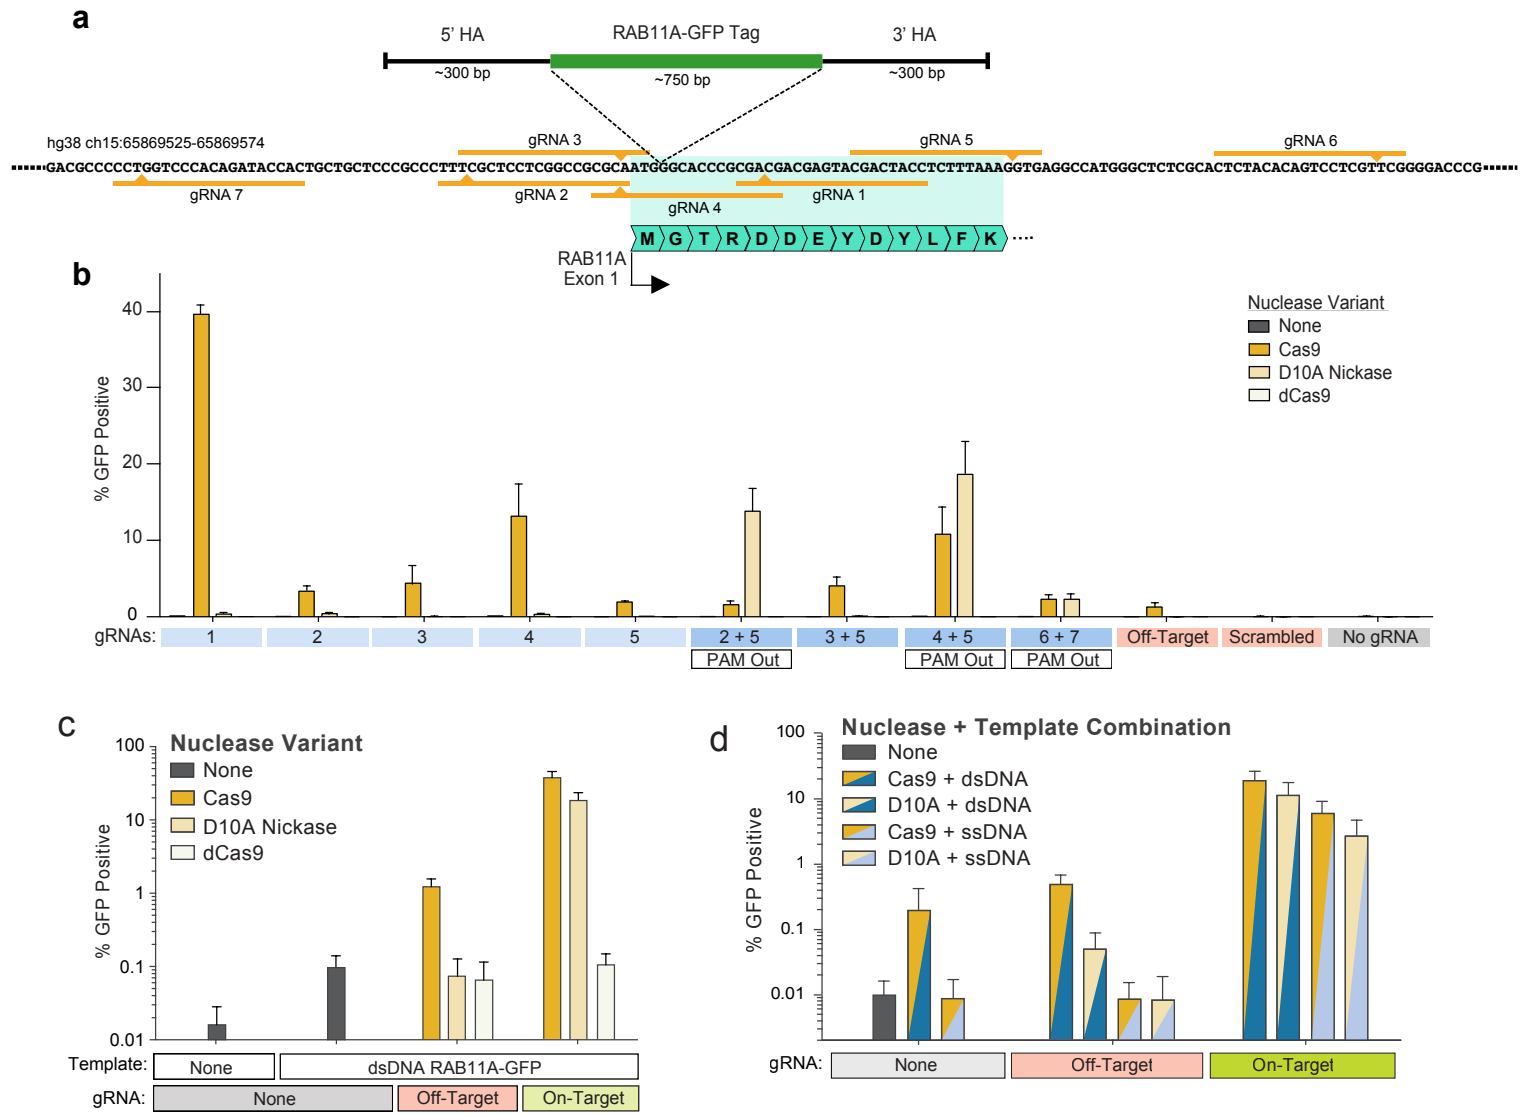 a
5' HA
RAB11A-GFP Tag
3' HA
~300 bp
~750 bp
~300 bp
hg38 ch15:65869525-65869574
gRNA 3
gRNA 5
gRNA 6
GACGCCCCCTGGTCCCACAGATACCACTGCTGCTCCCGCCCTTTCGCTCCTCGGCCGCGCAATGGGCACCCGCGACGACGAGTACGACTACCTCTTTAAAGGTGAGGCCATGGGCTCTCGCACTCTACACAGTCCTCGTTCGGGGACCCG
gRNA 7
gRNA 2
gRNA 4
gRNA 1
M G T R D D E Y D Y L F K
RAB11A
Exon 1
b
% GFP Positive
40
30
20
10
0
Nuclease Variant
None
Cas9
D10A Nickase
dCas9
gRNAs: 1 2 3 4 5 2 + 5 3 + 5 4 + 5 6 + 7 Off-Target Scrambled No gRNA
PAM Out PAM Out PAM Out
c
Nuclease Variant
None
Cas9
D10A Nickase
dCas9
% GFP Positive
100
10
1
0.1
0.01
Template: None dsDNA RAB11A-GFP
gRNA: None Off-Target On-Target
d
Nuclease + Template Combination
None
Cas9 + dsDNA
D10A + dsDNA
Cas9 + ssDNA
D10A + ssDNA
% GFP Positive
100
10
1
0.1
0.01
gRNA: None Off-Target On-Target